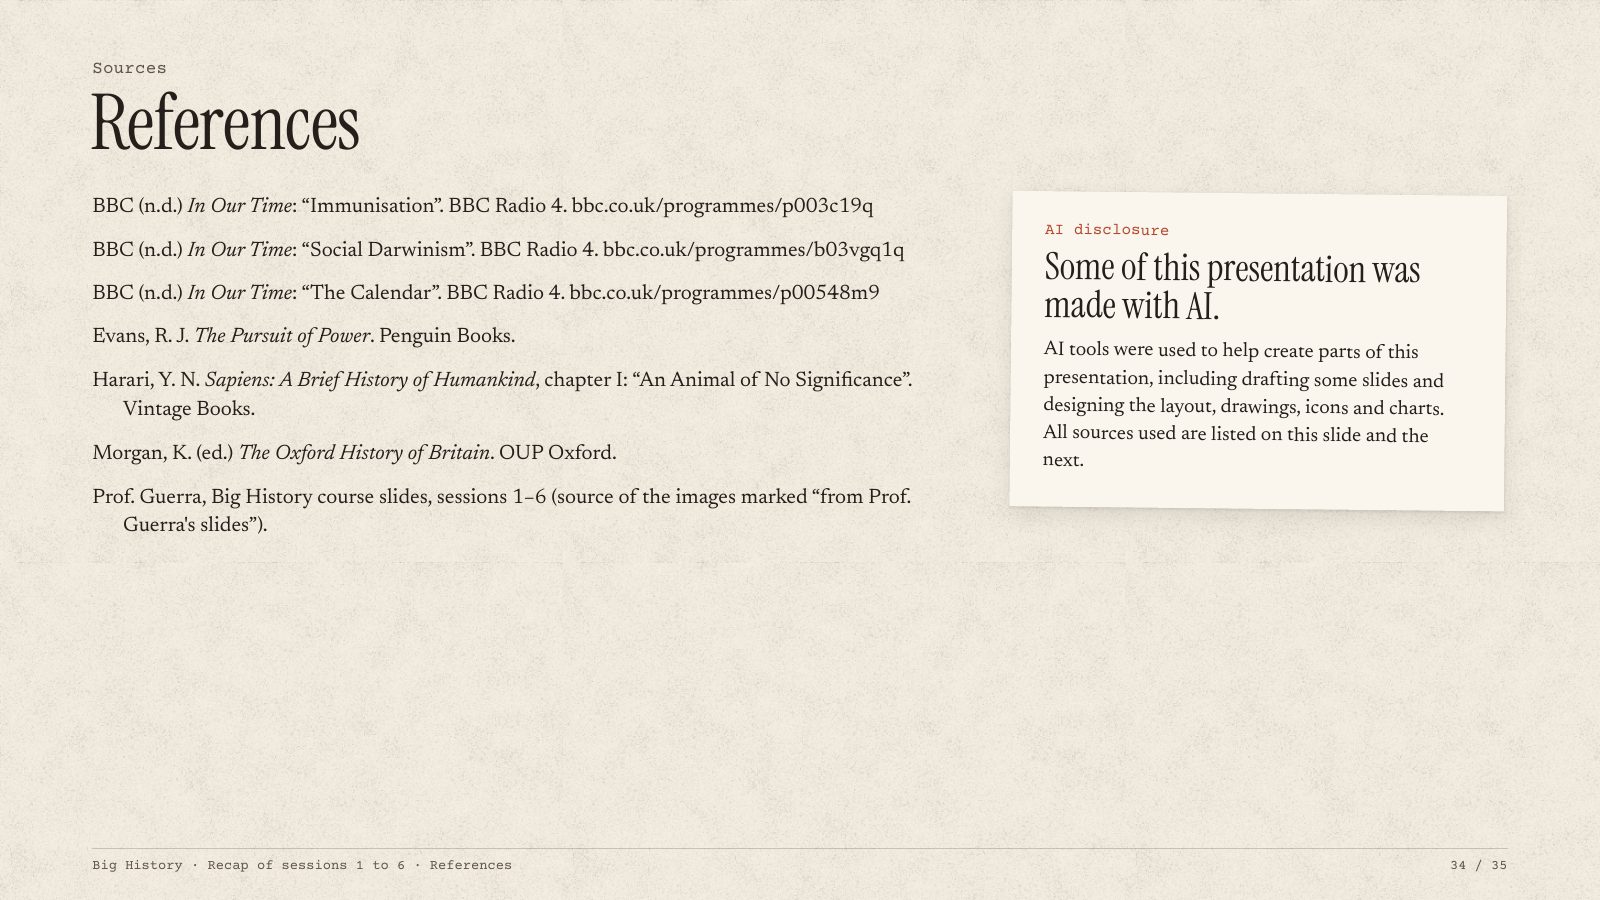 Sources
References
BBC (n.d.) In Our Time: “Immunisation”. BBC Radio 4. bbc.co.uk/programmes/p003c19q
BBC (n.d.) In Our Time: “Social Darwinism”. BBC Radio 4. bbc.co.uk/programmes/b03vgq1q
BBC (n.d.) In Our Time: “The Calendar”. BBC Radio 4. bbc.co.uk/programmes/p00548m9
Evans, R. J. The Pursuit of Power. Penguin Books.
Harari, Y. N. Sapiens: A Brief History of Humankind, chapter I: “An Animal of No Significance”.
Vintage Books.
Morgan, K. (ed.) The Oxford History of Britain. OUP Oxford.
Prof. Guerra, Big History course slides, sessions 1–6 (source of the images marked “from Prof.
Guerra's slides”).
AI disclosure
Some of this presentation was
made with AI.
AI tools were used to help create parts of this
presentation, including drafting some slides and
designing the layout, drawings, icons and charts.
All sources used are listed on this slide and the
next.
Big History · Recap of sessions 1 to 6 · References
34 / 35